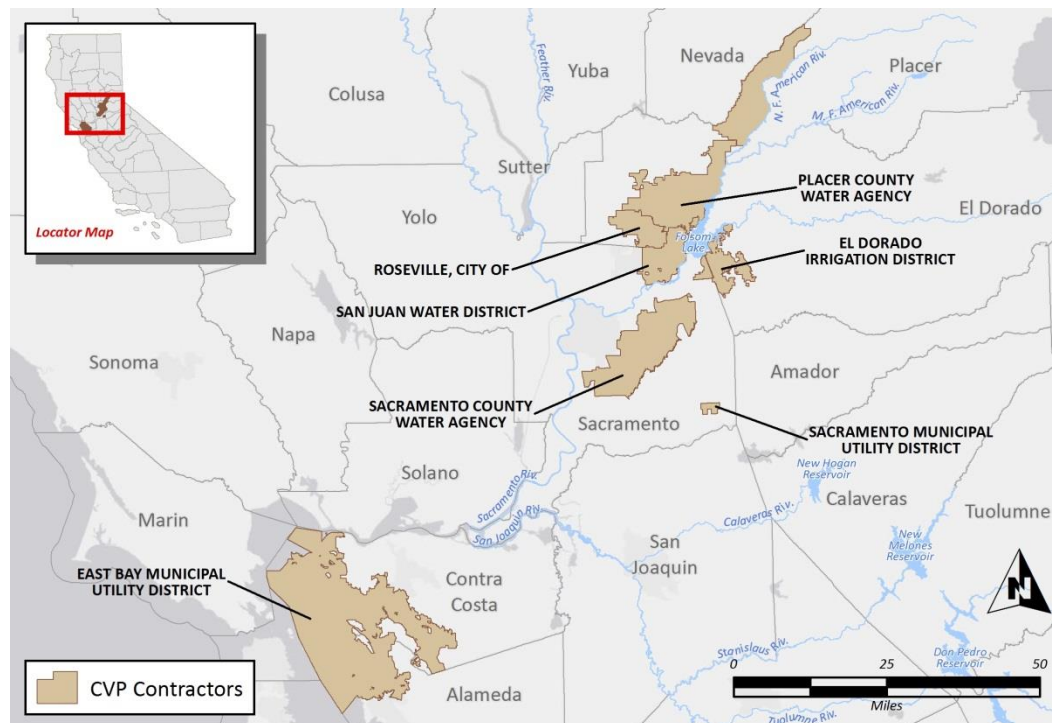 Locator Map
Colusa
Yuba
Nevada
Placer
Feather Riv.
N. F. American Riv.
M. F. American Riv.
Sutter
Yolo
PLACER COUNTY
WATER AGENCY
El Dorado
Folsom
Lake
EL DORADO
IRRIGATION DISTRICT
ROSEVILLE, CITY OF
SAN JUAN WATER DISTRICT
Napa
Sonoma
Amador
SACRAMENTO COUNTY
WATER AGENCY
Sacramento
SACRAMENTO MUNICIPAL
UTILITY DISTRICT
Solano
New Hogan
Reservoir
Calaveras
Tuolumne
Sacramento Riv.
San Joaquin Riv.
Calaveras Riv.
Marin
San
Joaquin
New
Melones
Reservoir
EAST BAY MUNICIPAL
UTILITY DISTRICT
Contra
Costa
N
Stanislaus Riv.
Don Pedro
Reservoir
0 25 50
Miles
CVP Contractors
Alameda
Tuolumne Riv.